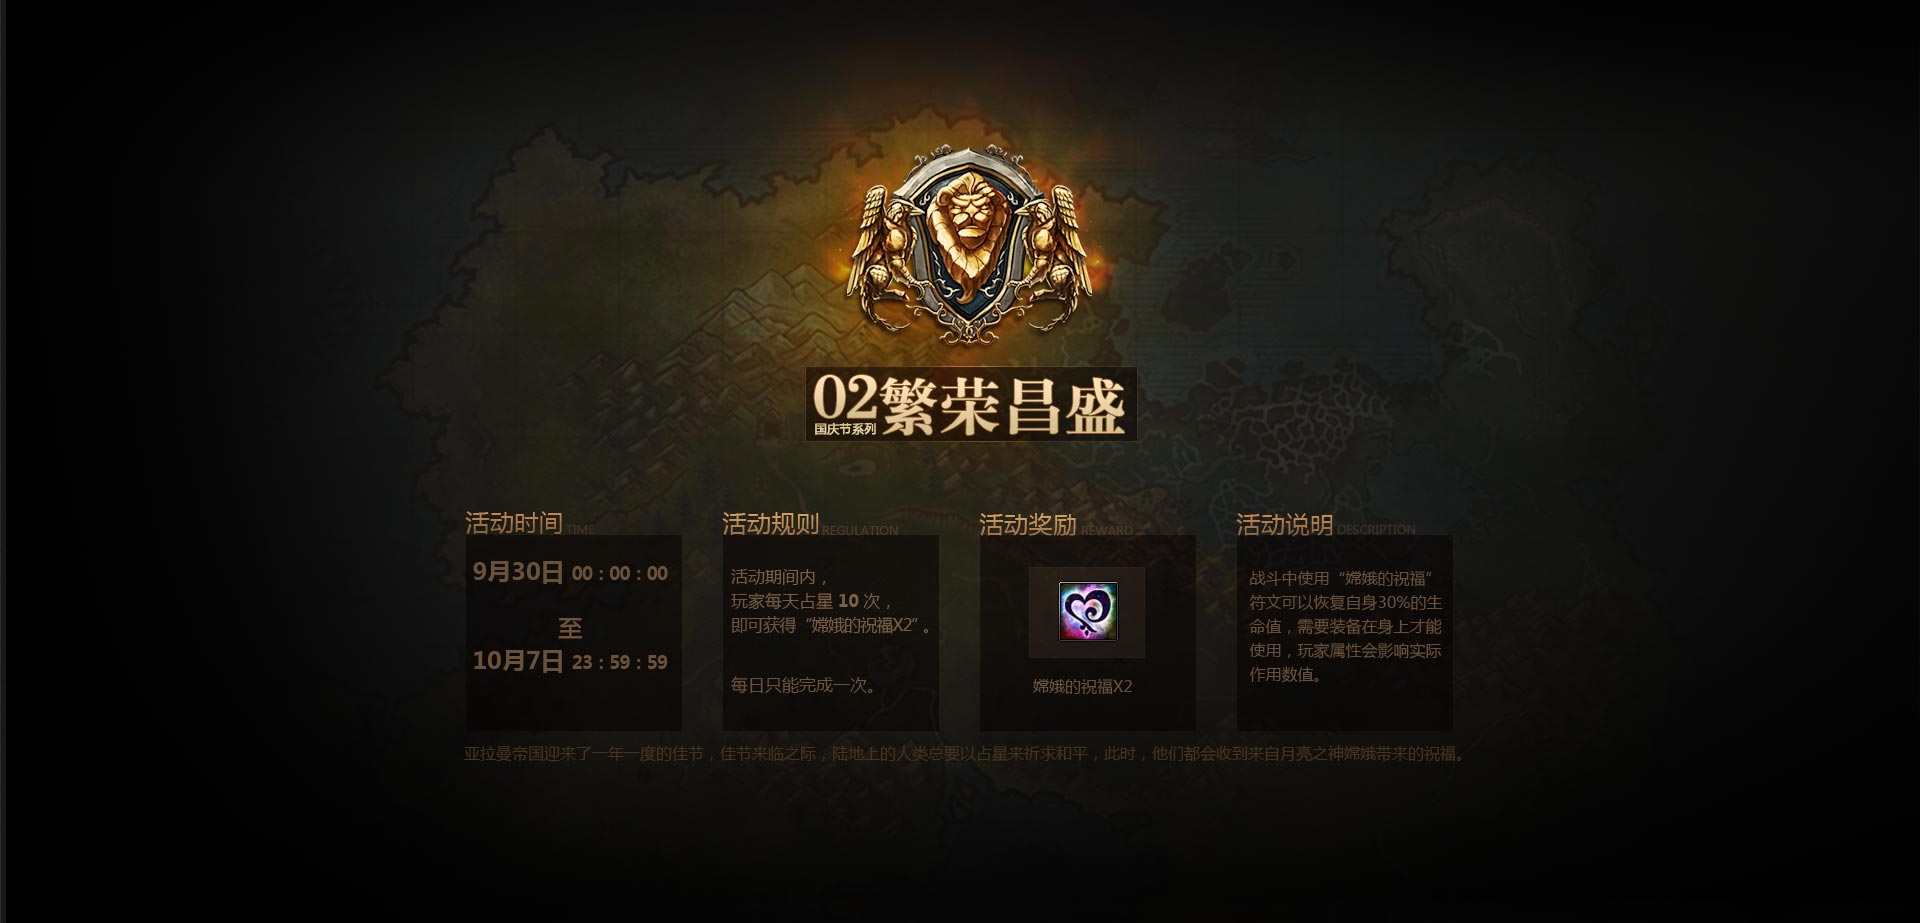 02繁荣昌盛
国庆节系列
活动时间 TIME
9月30日 00 : 00 : 00
至
10月7日 23 : 59 : 59
活动规则 REGULATION
活动期间内，
玩家每天占星 10 次，
即可获得“嫦娥的祝福X2”。
每日只能完成一次。
活动奖励 REWARD
嫦娥的祝福X2
活动说明 DESCRIPTION
战斗中使用“嫦娥的祝福”
符文可以恢复自身30%的生
命值，需要装备在身上才能
使用，玩家属性会影响实际
作用数值。
亚拉曼帝国迎来了一年一度的佳节，佳节来临之际，陆地上的人类总要以占星来祈求和平，此时，他们都会收到来自月亮之神嫦娥带来的祝福。